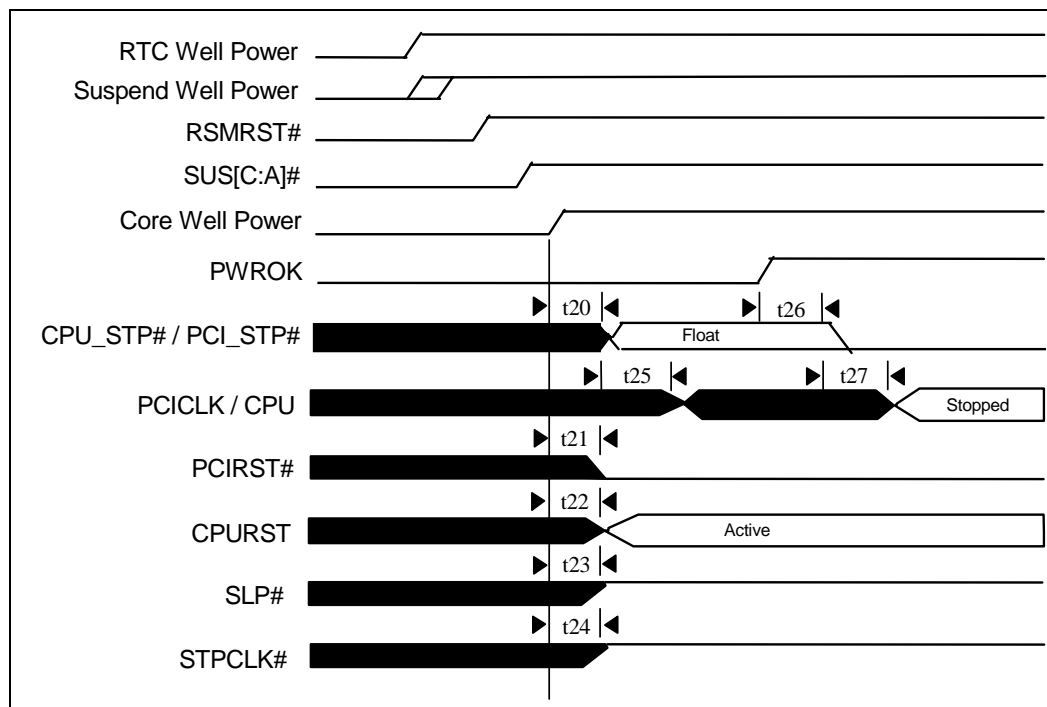 RTC Well Power
Suspend Well Power
RSMRST#
SUS[C:A]#
Core Well Power
PWROK
t20
t26
CPU_STP# / PCI_STP#
Float
t25
t27
PCICLK / CPU
Stopped
t21
PCIRST#
t22
CPURST
Active
t23
SLP#
t24
STPCLK#